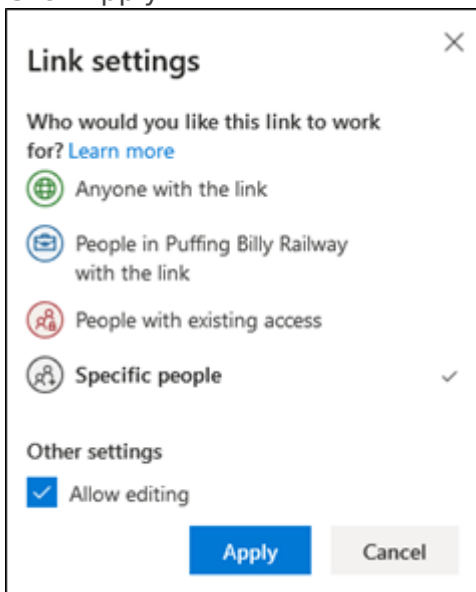 Link settings
Who would you like this link to work
for? Learn more
Anyone with the link
People in Puffing Billy Railway
with the link
People with existing access
Specific people
Other settings
Allow editing
Apply Cancel